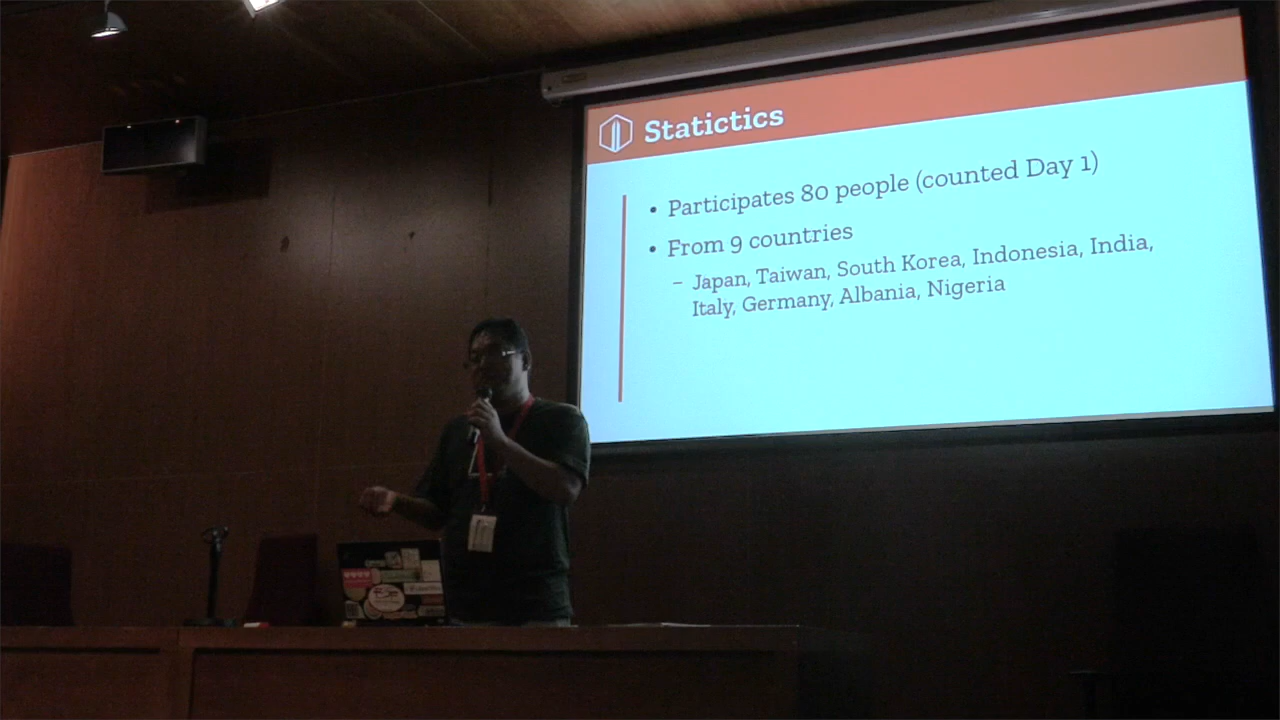 Statictics
• Participates 80 people (counted Day 1)
• From 9 countries
– Japan, Taiwan, South Korea, Indonesia, India,
Italy, Germany, Albania, Nigeria